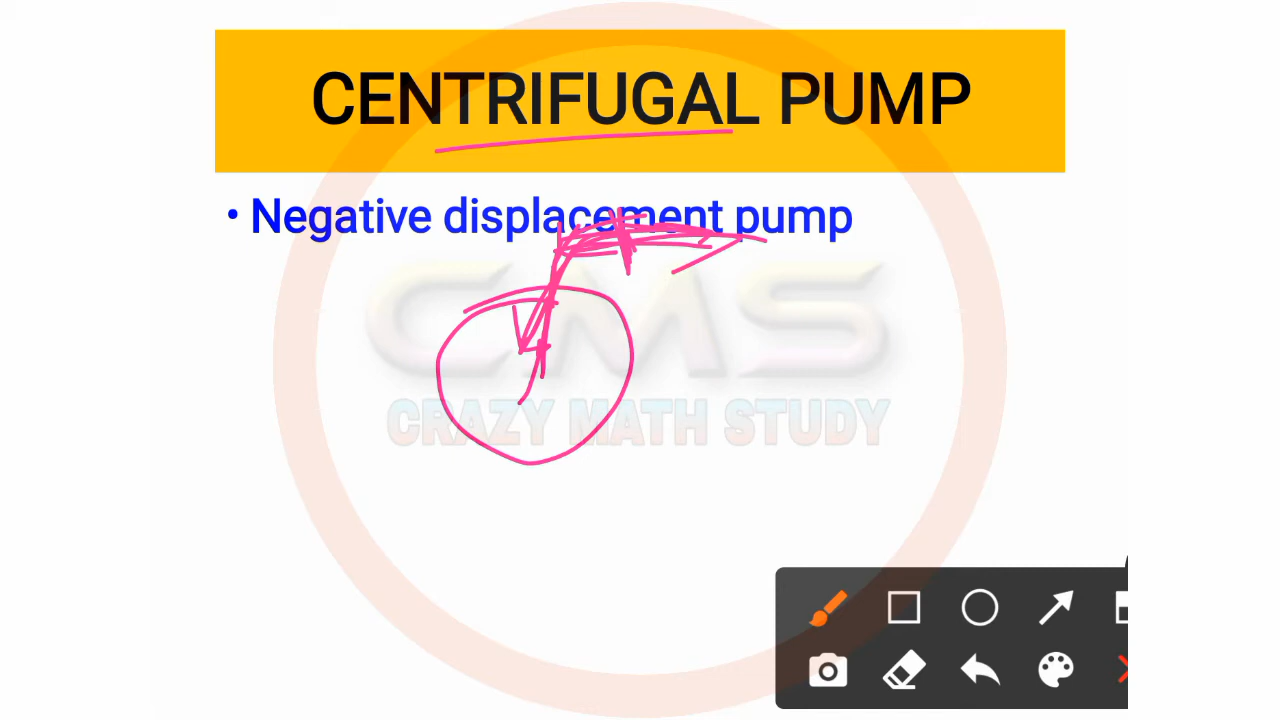 CENTRIFUGAL PUMP
• Negative displacement pump
CMS
CRAZY MATH STUDY